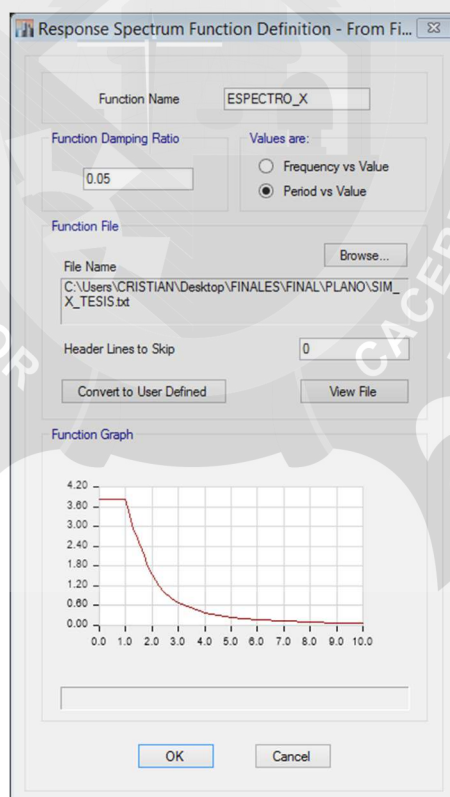 Response Spectrum Function Definition - From Fi...
Function Name
ESPECTRO_X
Function Damping Ratio
0.05
Values are:
Frequency vs Value
Period vs Value
Function File
Browse...
File Name
C:\Users\CRISTIAN\Desktop\FINALES\FINAL\PLANO\SIM_
X_TESIS.txt
Header Lines to Skip
0
Convert to User Defined
View File
Function Graph
4.20
3.60
3.00
2.40
1.80
1.20
0.60
0.00
0.0 1.0 2.0 3.0 4.0 5.0 6.0 7.0 8.0 9.0 10.0
OK
Cancel